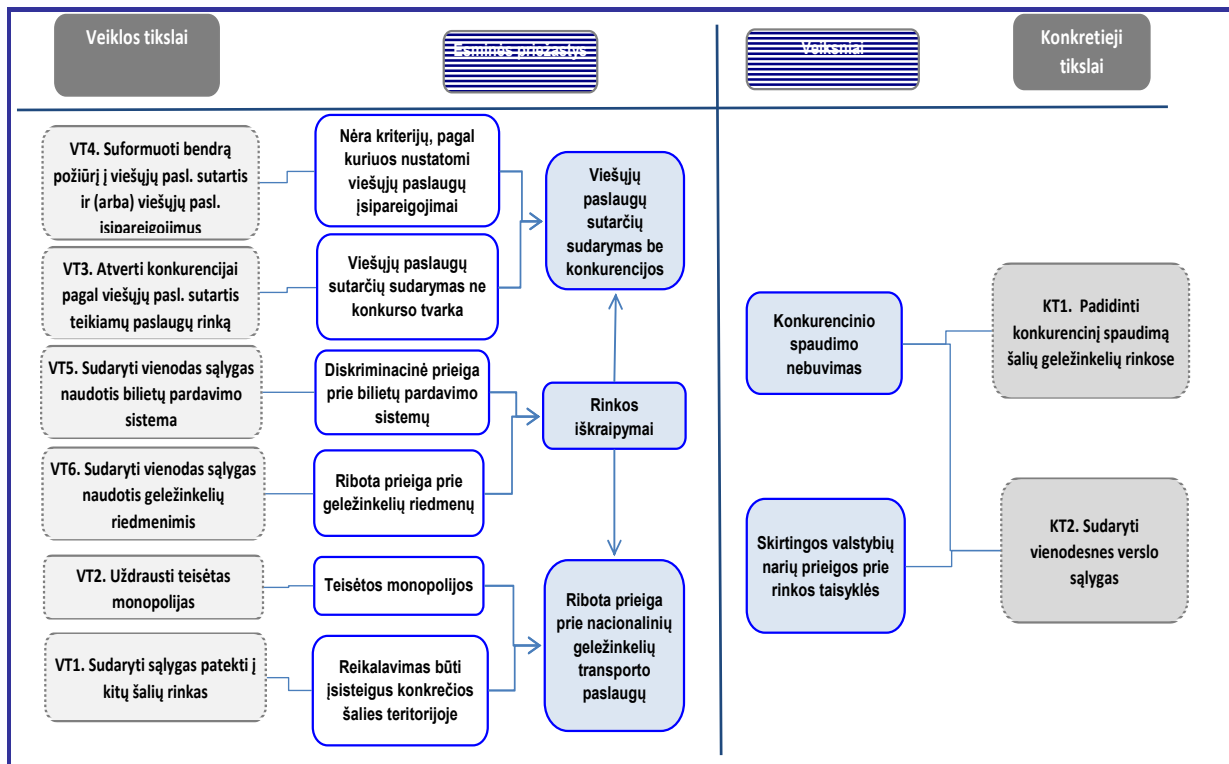 Veiklos tikslai
Esminės priežastys
Veiksniai
Konkretieji
tikslai
VT4. Suformuoti bendrą
požiūrį į viešųjų pasl. sutartis
ir (arba) viešųjų pasl.
įsipareigojimus
Nėra kriterijų, pagal
kuriuos nustatomi
viešųjų paslaugų
įsipareigojimai
Viešųjų
paslaugų
sutarčių
sudarymas be
konkurencijos
VT3. Atverti konkurencijai
pagal viešųjų pasl. sutartis
teikiamų paslaugų rinką
Viešųjų paslaugų
sutarčių sudarymas ne
konkurso tvarka
VT5. Sudaryti vienodas sąlygas
naudotis bilietų pardavimo
sistema
Diskriminacinė prieiga
prie bilietų pardavimo
sistemų
Rinkos
iškraipymai
VT6. Sudaryti vienodas sąlygas
naudotis geležinkelių
riedmenimis
Ribota prieiga prie
geležinkelių riedmenų
VT2. Uždrausti teisėtas
monopolijas
Teisėtos monopolijos
Ribota prieiga
prie nacionalinių
geležinkelių
transporto
paslaugų
VT1. Sudaryti sąlygas patekti į
kitų šalių rinkas
Reikalavimas būti
įsisteigus konkrečios
šalies teritorijoje
Konkurencinio
spaudimo
nebuvimas
KT1. Padidinti
konkurencinį spaudimą
šalių geležinkelių rinkose
Skirtingos valstybių
narių prieigos prie
rinkos taisyklės
KT2. Sudaryti
vienodesnes verslo
sąlygas